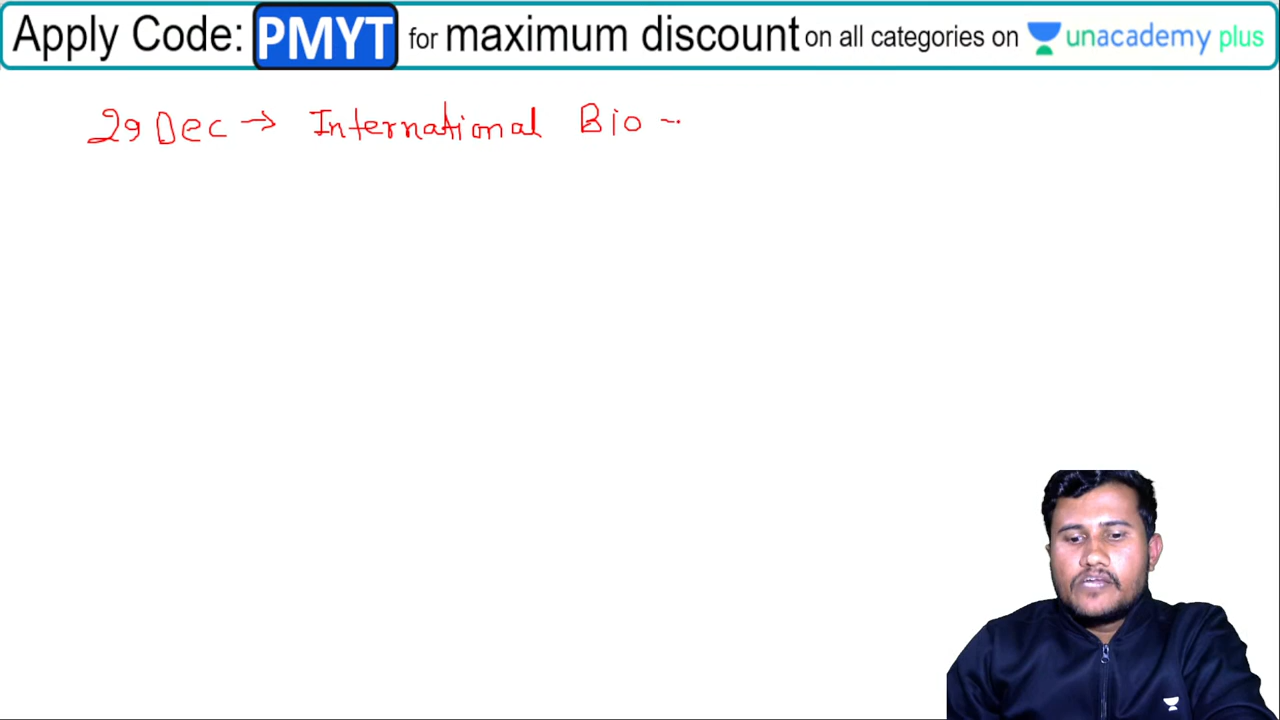 Apply Code: PMYT for maximum discount on all categories on unacademy plus
29 Dec → International Bio -